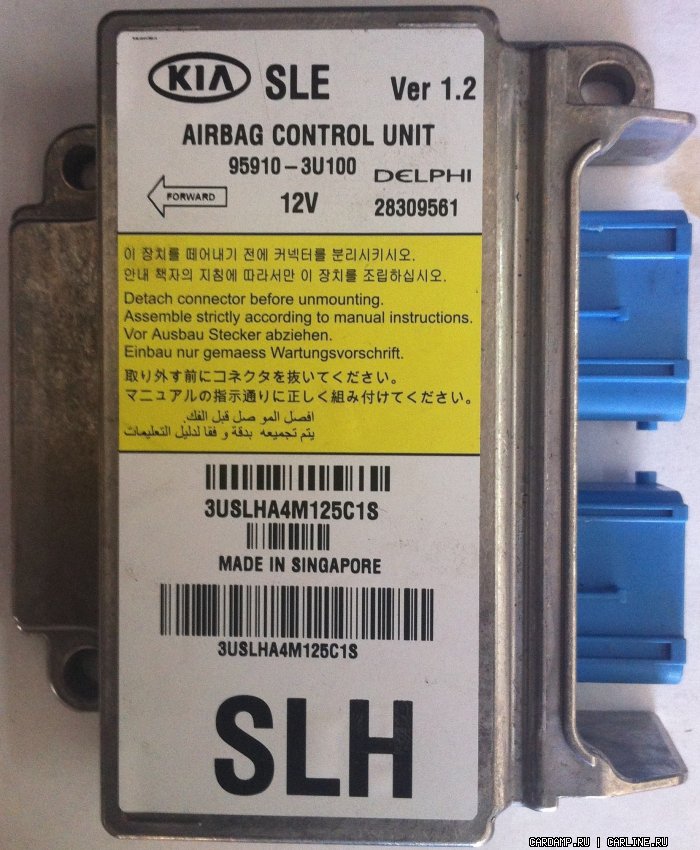 KIA SLE Ver 1.2
AIRBAG CONTROL UNIT
95910-3U100
DELPHI
FORWARD
12V
28309561
이 장치를 떼어내기 전에 커넥터를 분리시키시오.
안내 책자의 지침에 따라서만 이 장치를 조립하십시오.
Detach connector before unmounting.
Assemble strictly according to manual instructions.
Vor Ausbau Stecker abziehen.
Einbau nur gemaess Wartungsvorschrift.
取り外す前にコネクタを抜いてください。
マニュアルの指示通りに正しく組み付けてください。
افصل المو صل قبل الفك.
يتم تجميعه بدقة و فقا لدليل التعليمات
3USLHA4M125C1S
MADE IN SINGAPORE
3USLHA4M125C1S
SLH
CARDAMP.RU | CARLINE.RU